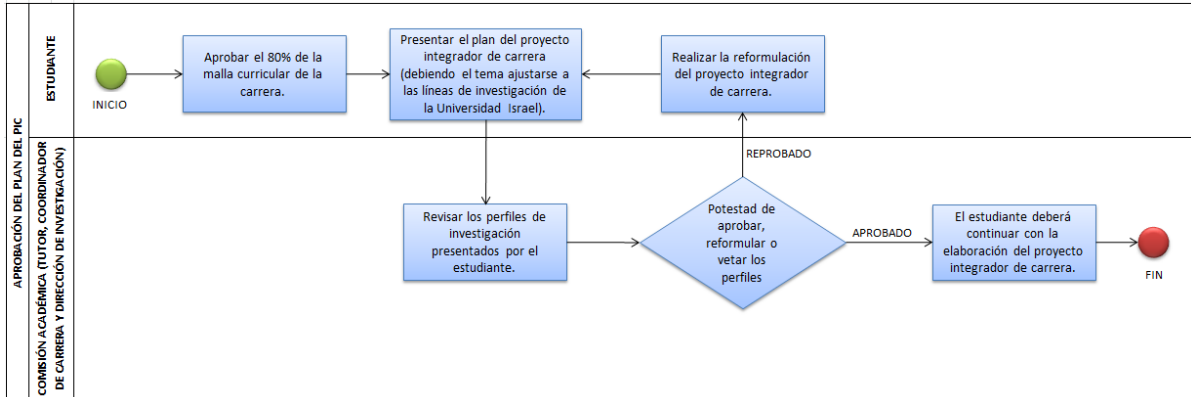 APROBACIÓN DEL PLAN DEL PIC
ESTUDIANTE
INICIO
Aprobar el 80% de la
malla curricular de la
carrera.
Presentar el plan del proyecto
integrador de carrera
(debiendo el tema ajustarse a
las líneas de investigación de
la Universidad Israel).
Realizar la reformulación
del proyecto integrador
de carrera.
COMISIÓN ACADÉMICA (TUTOR, COORDINADOR
DE CARRERA Y DIRECCIÓN DE INVESTIGACIÓN)
Revisar los perfiles de
investigación
presentados por el
estudiante.
REPROBADO
Potestad de
aprobar,
reformular o
vetar los
perfiles
APROBADO
El estudiante deberá
continuar con la
elaboración del proyecto
integrador de carrera.
FIN